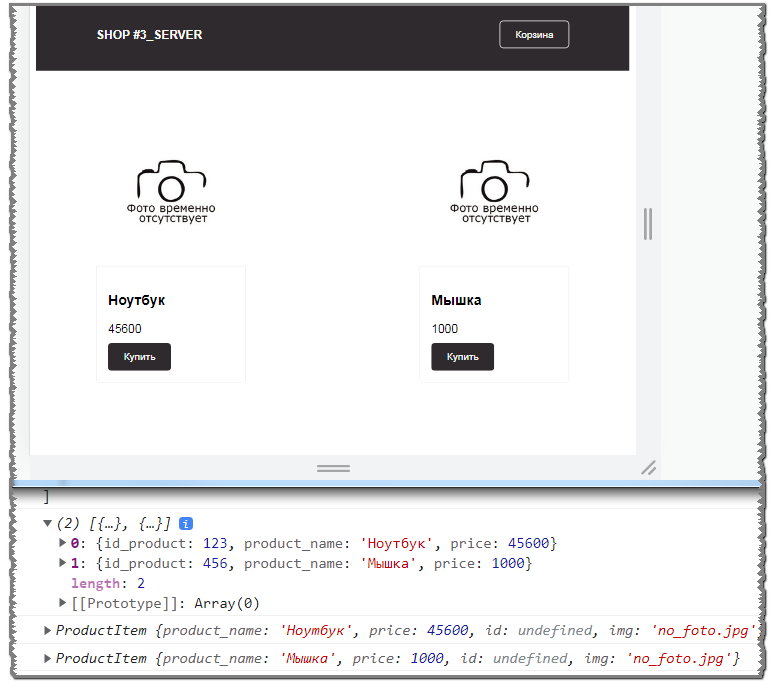 SHOP #3_SERVER Корзина
Фото временно отсутствует
Фото временно отсутствует
Ноутбук
45600
Купить
Мышка
1000
Купить
]
(2) [{…}, {…}] i
0: {id_product: 123, product_name: 'Ноутбук', price: 45600}
1: {id_product: 456, product_name: 'Мышка', price: 1000}
length: 2
[[Prototype]]: Array(0)
ProductItem {product_name: 'Ноутбук', price: 45600, id: undefined, img: 'no_foto.jpg'
ProductItem {product_name: 'Мышка', price: 1000, id: undefined, img: 'no_foto.jpg'}